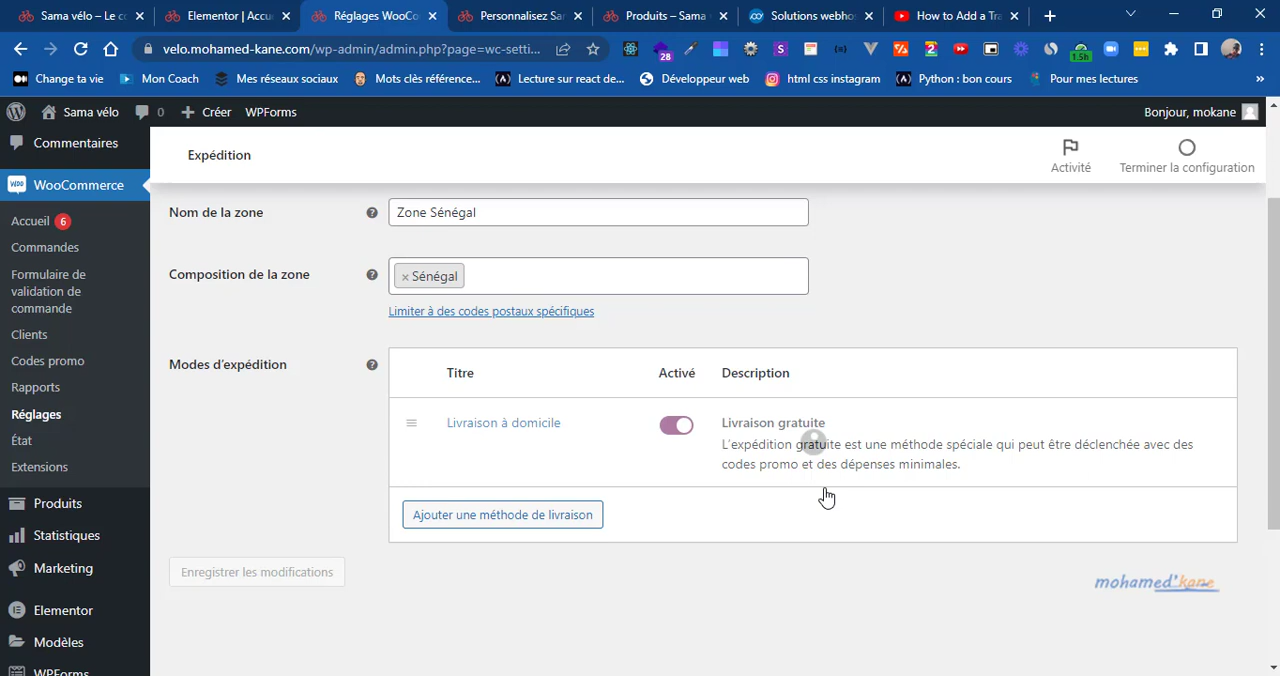 Sama vélo – Le co
Elementor | Accu
Réglages WooCo
Personnalisez Sa
Produits – Sama
Solutions webho
How to Add a Tra
velo.mohamed-kane.com/wp-admin/admin.php?page=wc-setti...
28
1.5h
Change ta vie
Mon Coach
Mes réseaux sociaux
Mots clés référence...
Lecture sur react de...
Développeur web
html css instagram
Python : bon cours
Pour mes lectures
»
Sama vélo
0
Créer
WPForms
Bonjour, mokane
Commentaires
WooCommerce
Accueil 6
Commandes
Formulaire de
validation de
commande
Clients
Codes promo
Rapports
Réglages
État
Extensions
Produits
Statistiques
Marketing
Elementor
Modèles
WPForms
Expédition
Activité
Terminer la configuration
Nom de la zone
Zone Sénégal
Composition de la zone
× Sénégal
Limiter à des codes postaux spécifiques
Modes d’expédition
Titre
Activé
Description
Livraison à domicile
Livraison gratuite
L’expédition gratuite est une méthode spéciale qui peut être déclenchée avec des
codes promo et des dépenses minimales.
Ajouter une méthode de livraison
Enregistrer les modifications
mohamed'kane